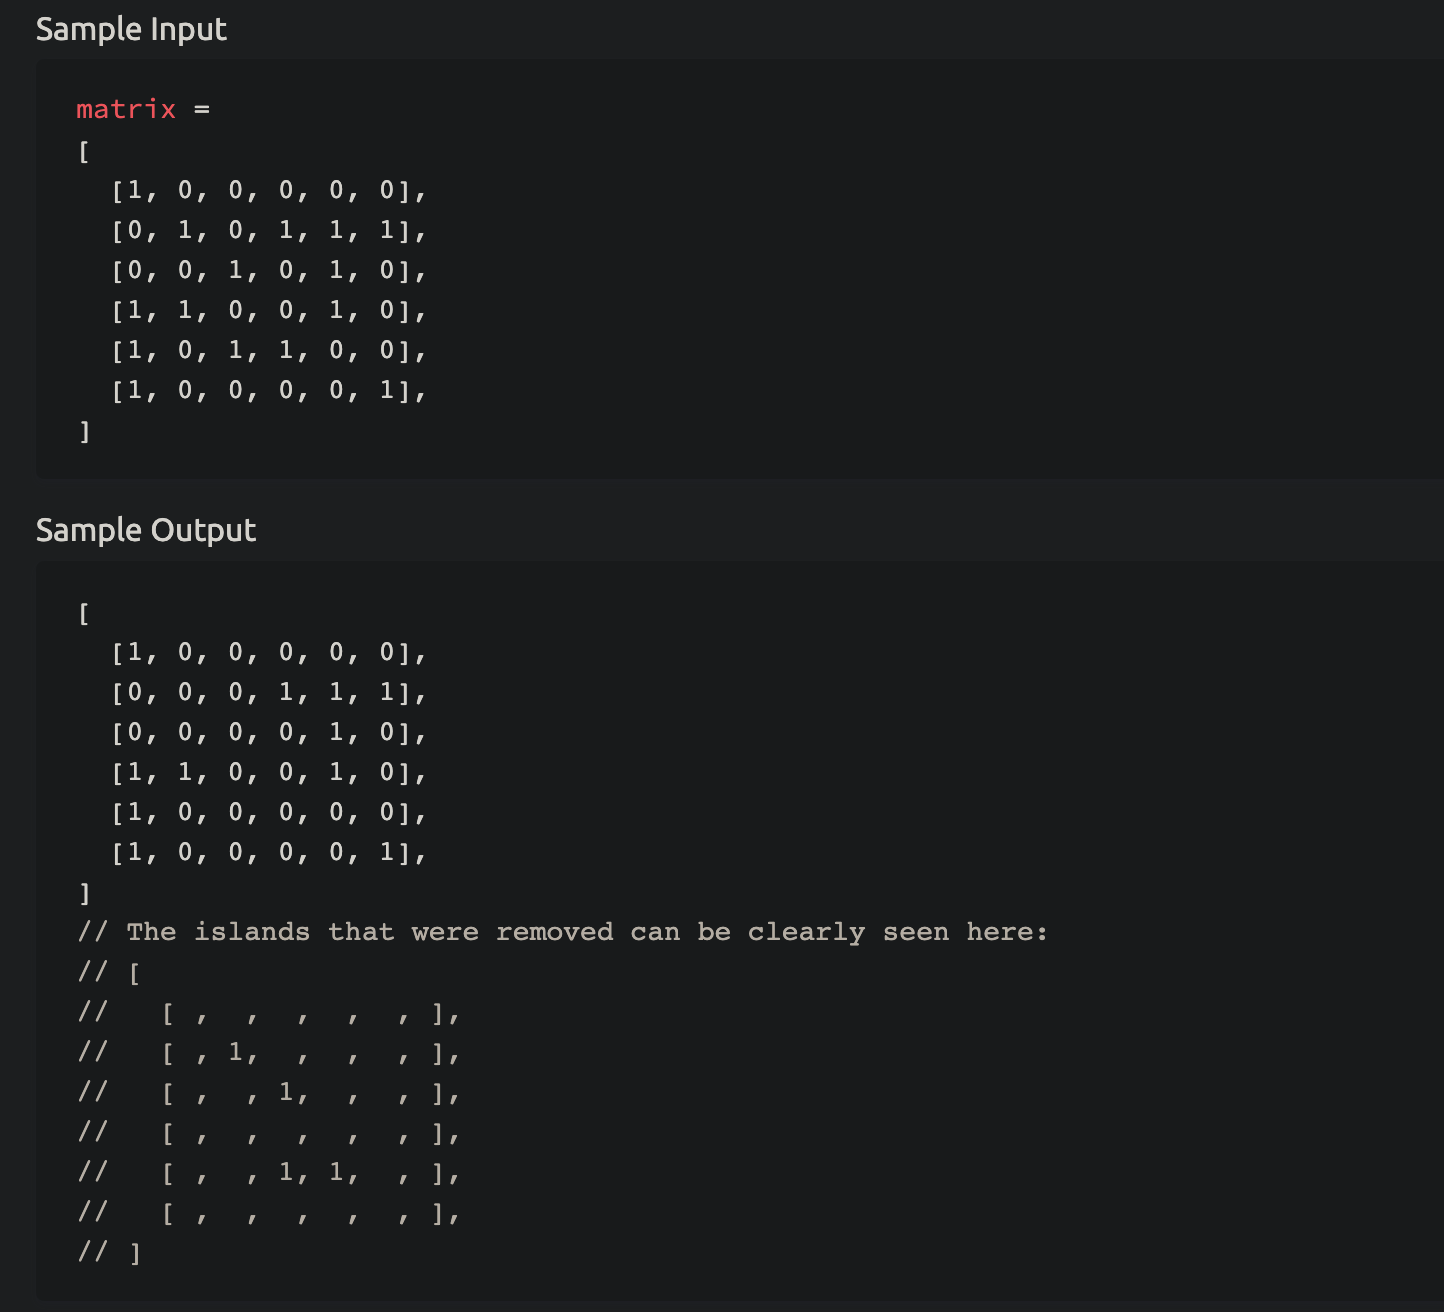 Sample Input
matrix =
[
  [1, 0, 0, 0, 0, 0],
  [0, 1, 0, 1, 1, 1],
  [0, 0, 1, 0, 1, 0],
  [1, 1, 0, 0, 1, 0],
  [1, 0, 1, 1, 0, 0],
  [1, 0, 0, 0, 0, 1],
]
Sample Output
[
  [1, 0, 0, 0, 0, 0],
  [0, 0, 0, 1, 1, 1],
  [0, 0, 0, 0, 1, 0],
  [1, 1, 0, 0, 1, 0],
  [1, 0, 0, 0, 0, 0],
  [1, 0, 0, 0, 0, 1],
]
// The islands that were removed can be clearly seen here:
// [
//   [ ,  ,  ,  ,  , ],
//   [ , 1,  ,  ,  , ],
//   [ ,  , 1,  ,  , ],
//   [ ,  ,  ,  ,  , ],
//   [ ,  , 1, 1,  , ],
//   [ ,  ,  ,  ,  , ],
// ]